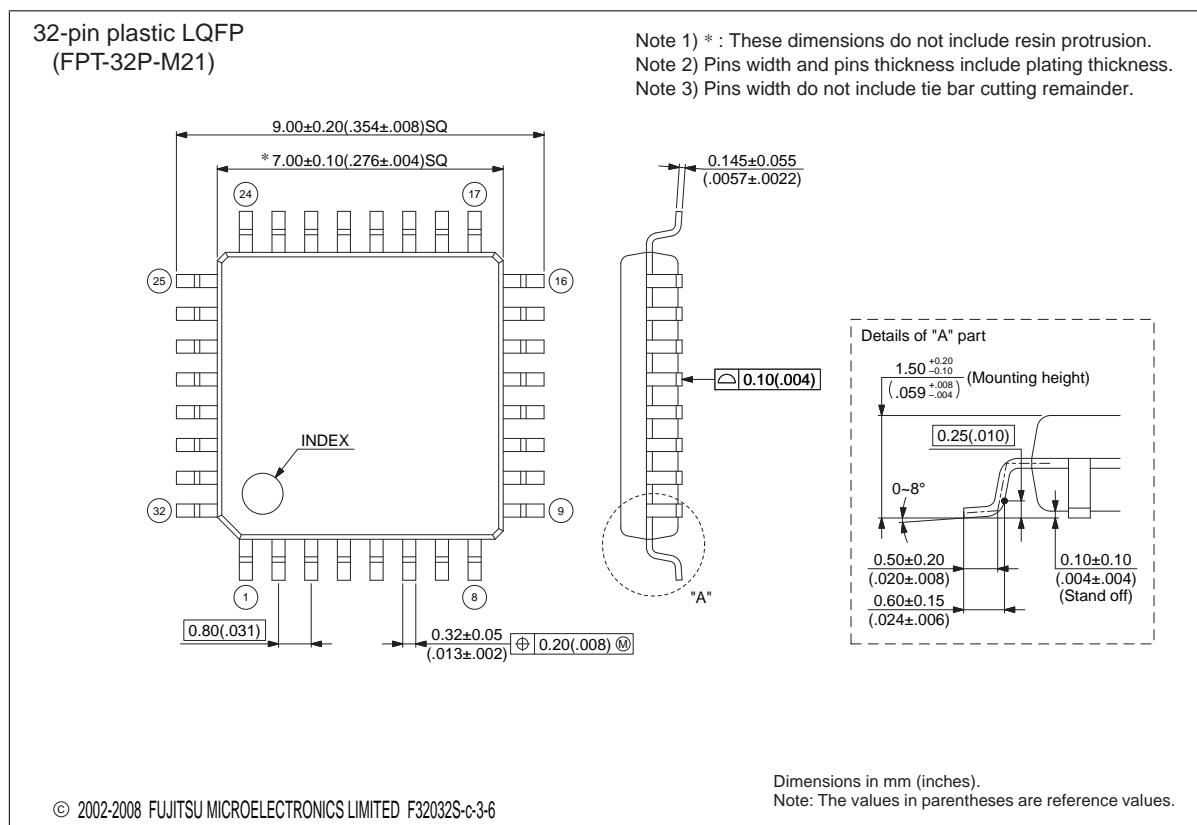 32-pin plastic LQFP
(FPT-32P-M21)
Note 1) * : These dimensions do not include resin protrusion.
Note 2) Pins width and pins thickness include plating thickness.
Note 3) Pins width do not include tie bar cutting remainder.
9.00±0.20(.354±.008)SQ
* 7.00±0.10(.276±.004)SQ
0.145±0.055
(.0057±.0022)
24
17
25
16
Details of "A" part
1.50 +0.20 −0.10
(.059 +.008 −.004)
(Mounting height)
0.10(.004)
0.25(.010)
INDEX
0~8°
32
9
0.50±0.20
(.020±.008)
0.10±0.10
(.004±.004)
(Stand off)
0.60±0.15
(.024±.006)
1
8
"A"
0.80(.031)
0.32±0.05
(.013±.002)
⌖ 0.20(.008) Ⓜ
© 2002-2008 FUJITSU MICROELECTRONICS LIMITED F32032S-c-3-6
Dimensions in mm (inches).
Note: The values in parentheses are reference values.